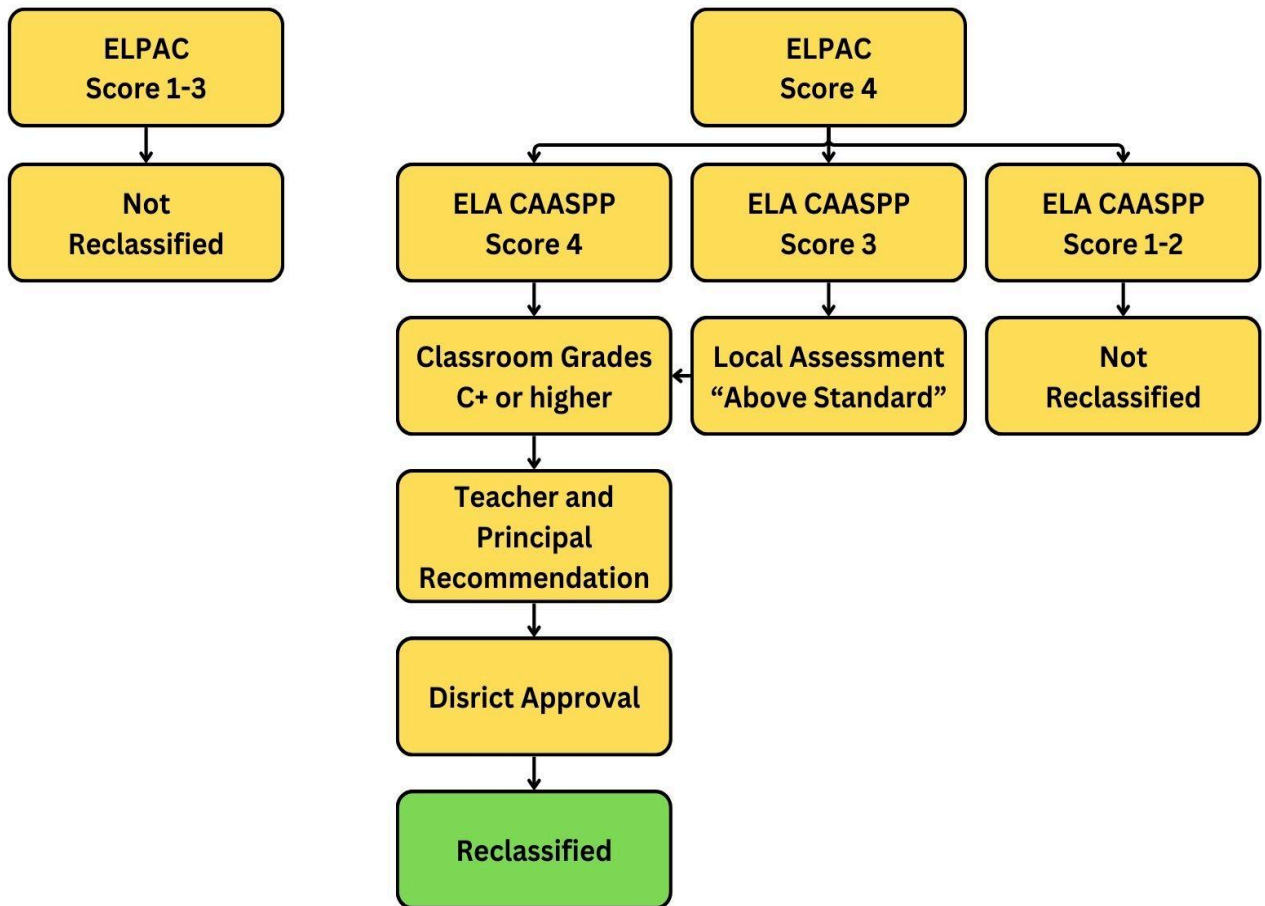 ELPAC
Score 1-3
Not
Reclassified
ELPAC
Score 4
ELA CAASPP
Score 4
ELA CAASPP
Score 3
ELA CAASPP
Score 1-2
Classroom Grades
C+ or higher
Local Assessment
“Above Standard”
Not
Reclassified
Teacher and
Principal
Recommendation
Disrict Approval
Reclassified